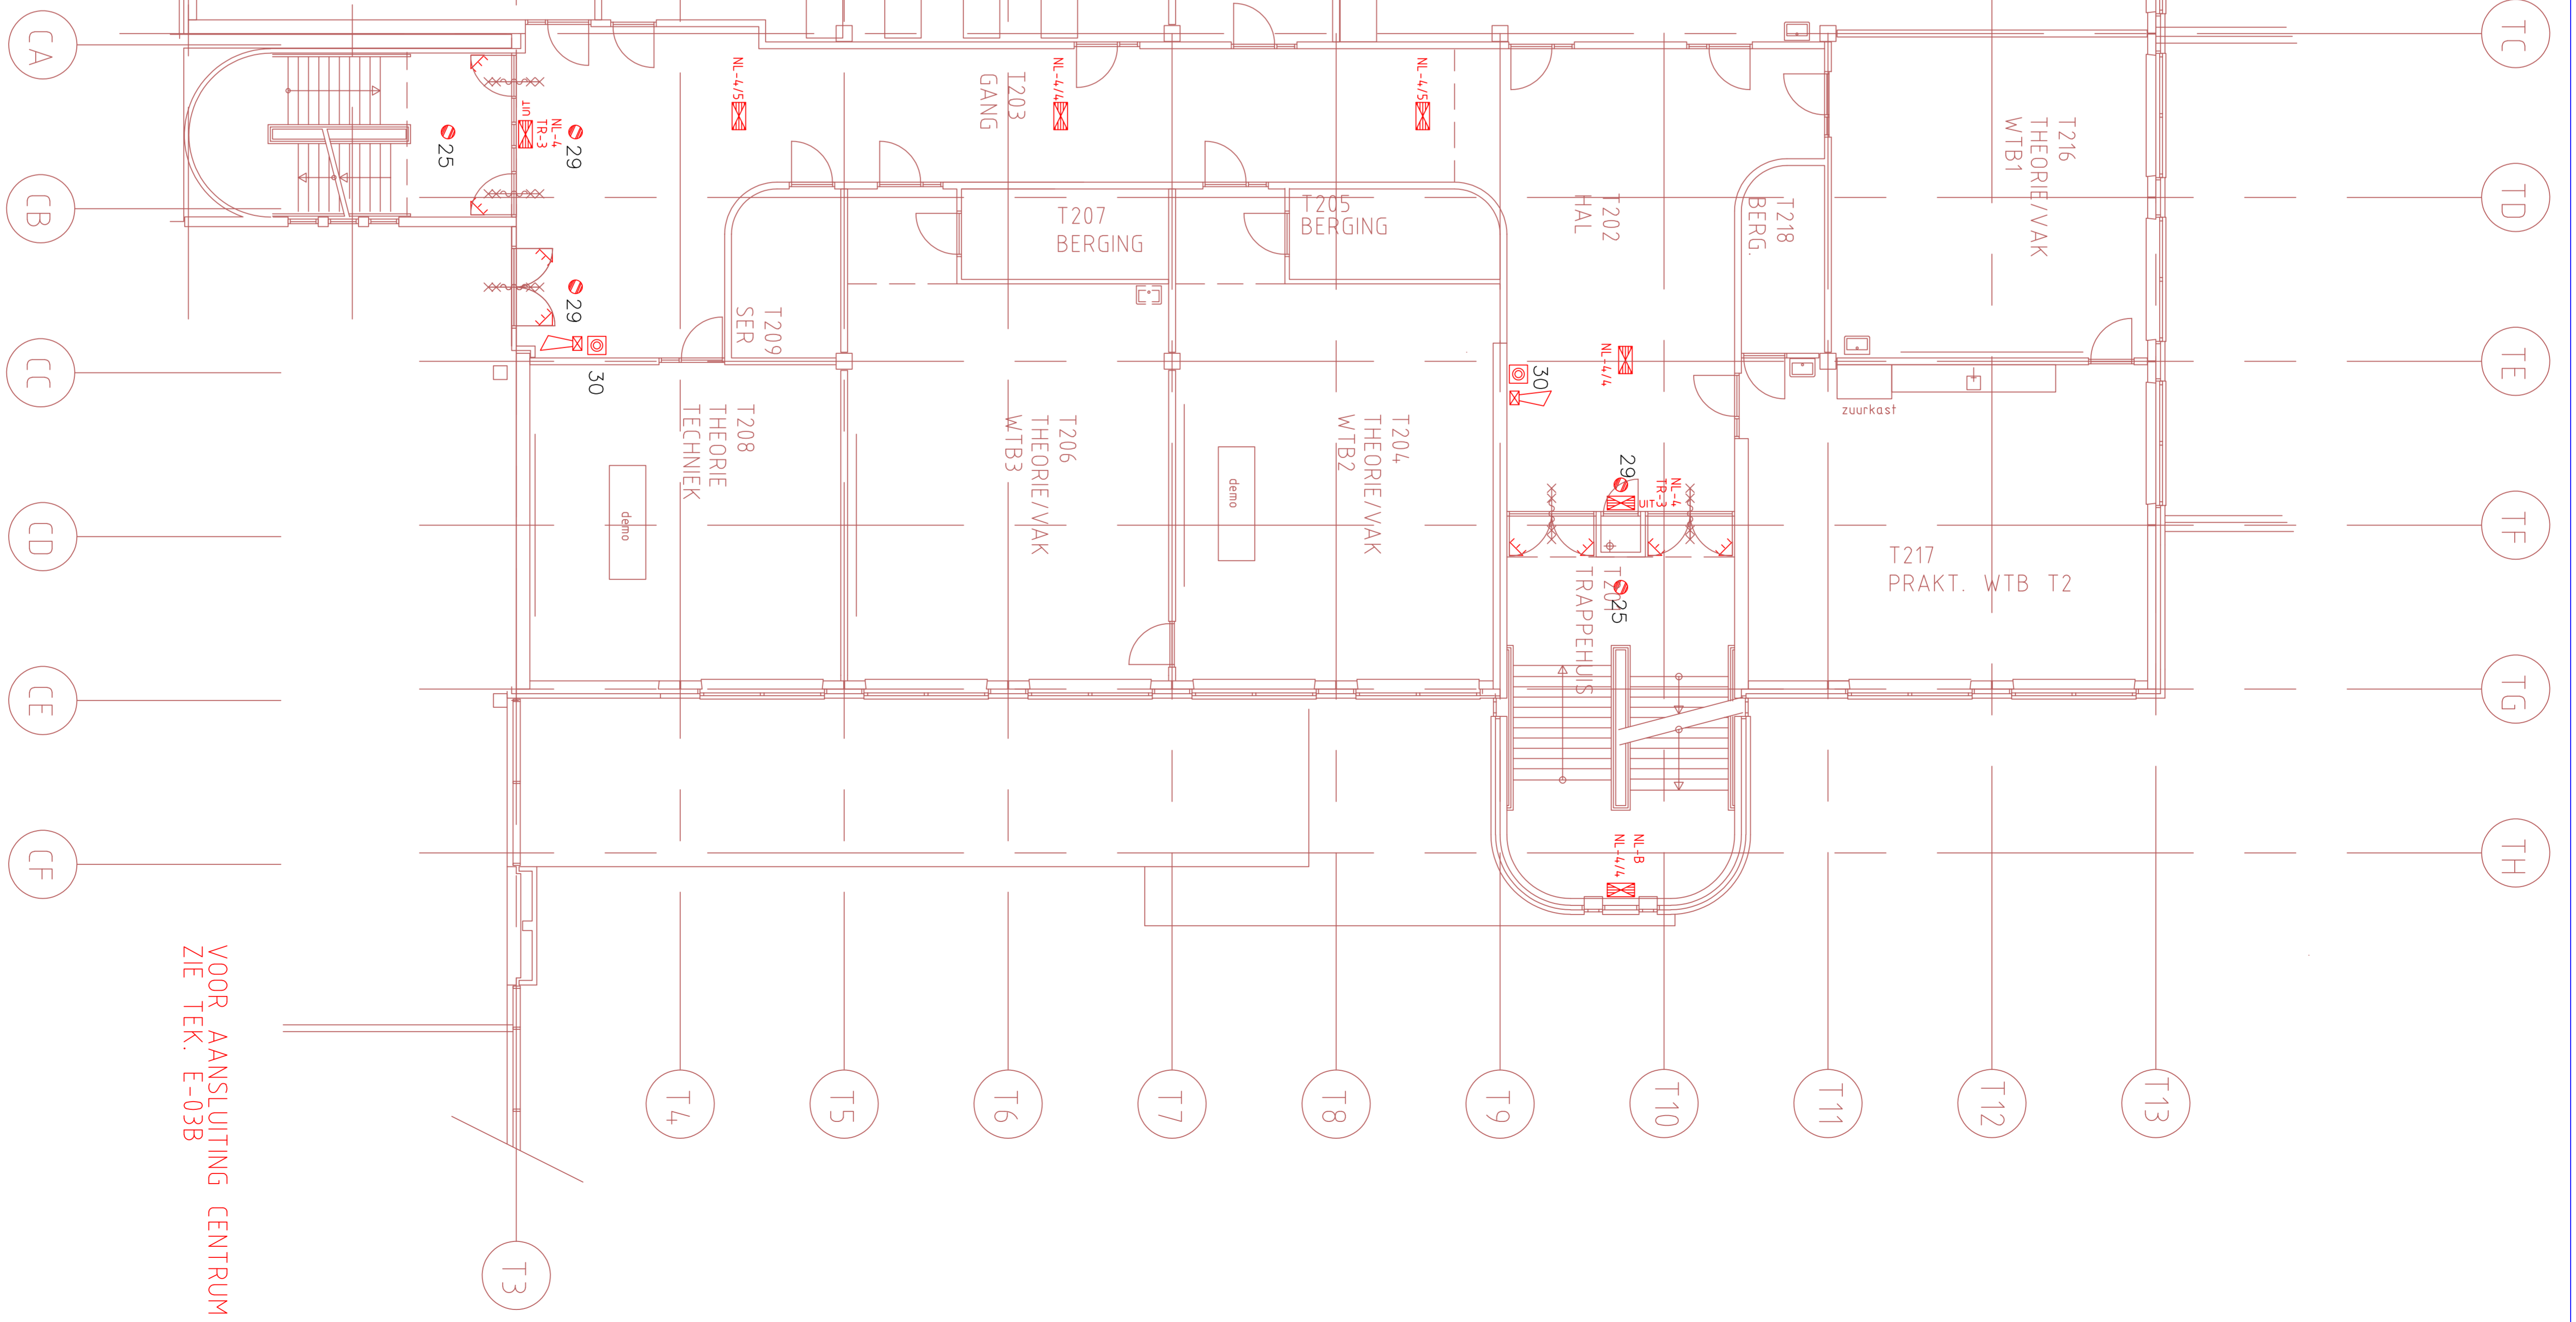 CA
CB
CC
CD
CE
CF
TC
TD
TE
TF
TG
TH
T3
T4
T5
T6
T7
T8
T9
T10
T11
T12
T13
25
UIT
NL-4
TR-3
29
29
30
NL-4/5
T203
GANG
NL-4/4
NL-4/5
T207
BERGING
T205
BERGING
T202
HAL
T218
BERG.
T216
THEORIE/VAK
WTB1
T209
SER
T208
THEORIE
TECHNIEK
demo
T206
THEORIE/VAK
WTB3
demo
T204
THEORIE/VAK
WTB2
30
NL-4/4
29
NL-4
TR-3
UIT
T201
TRAPPEHUIS
25
zuurkast
T217
PRAKT. WTB T2
NL-B
NL-4/4
VOOR AANSLUITING CENTRUM
ZIE TEK. E-03B